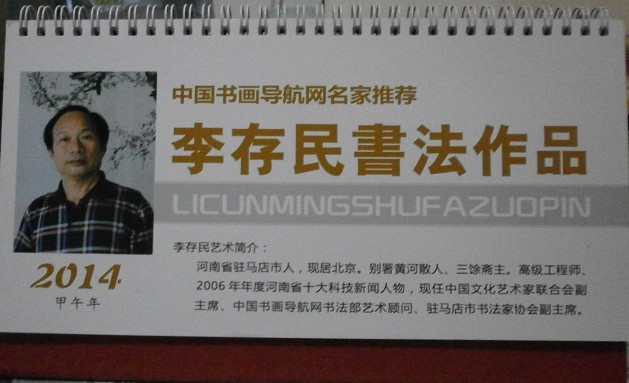 中国书画导航网名家推荐
李存民書法作品
LICUNMINGSHUFAZUOPIN
2014
甲午年
李存民艺术简介：
河南省驻马店市人，现居北京。别署黄河散人、三馀斋主。高级工程师、
2006年年度河南省十大科技新闻人物，现任中国文化艺术家联合会副
主席、中国书画导航网书法部艺术顾问、驻马店市书法家协会副主席。